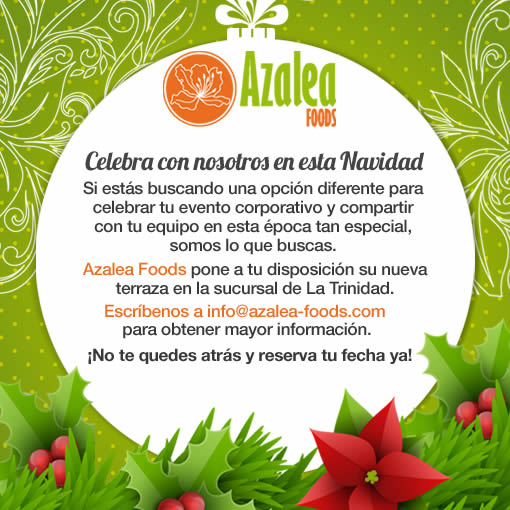 Azalea
FOODS
Celebra con nosotros en esta Navidad
Si estás buscando una opción diferente para
celebrar tu evento corporativo y compartir
con tu equipo en esta época tan especial,
somos lo que buscas.
Azalea Foods pone a tu disposición su nueva
terraza en la sucursal de La Trinidad.
Escríbenos a info@azalea-foods.com
para obtener mayor información.
¡No te quedes atrás y reserva tu fecha ya!